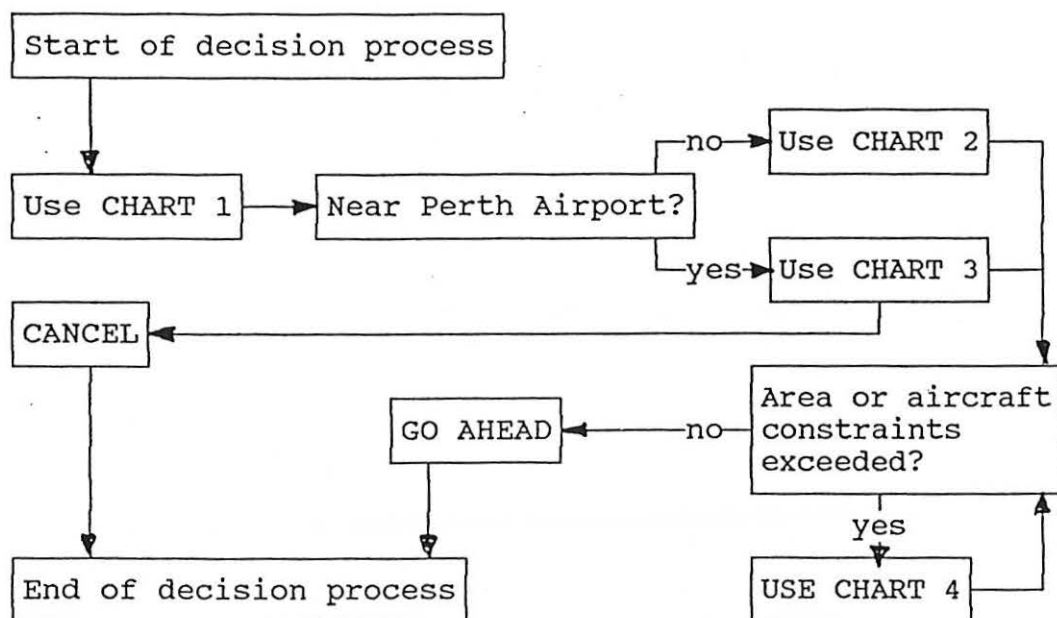 Start of decision process
no
Use CHART 2
Use CHART 1
Near Perth Airport?
yes
Use CHART 3
CANCEL
Area or aircraft
constraints
exceeded?
no
GO AHEAD
yes
End of decision process
USE CHART 4